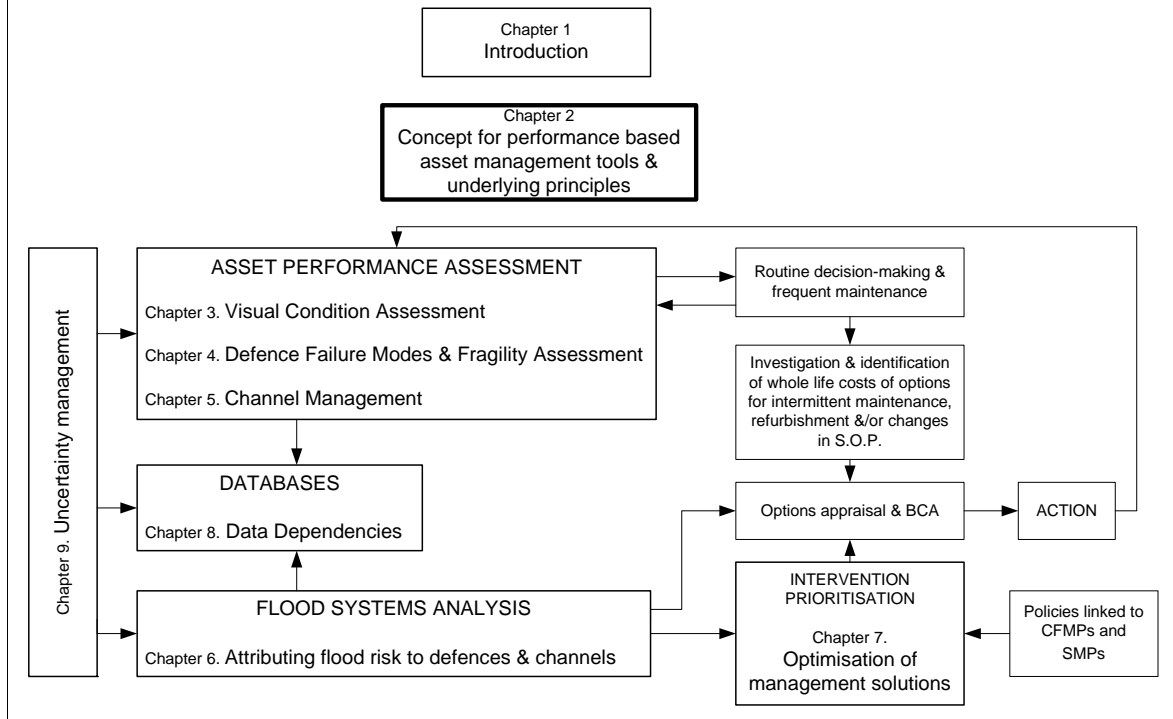 Chapter 1
Introduction
Chapter 2
Concept for performance based
asset management tools &
underlying principles
Chapter 9. Uncertainty management
ASSET PERFORMANCE ASSESSMENT
Chapter 3. Visual Condition Assessment
Chapter 4. Defence Failure Modes & Fragility Assessment
Chapter 5. Channel Management
Routine decision-making &
frequent maintenance
Investigation & identification
of whole life costs of options
for intermittent maintenance,
refurbishment &/or changes
in S.O.P.
DATABASES
Chapter 8. Data Dependencies
Options appraisal & BCA
ACTION
FLOOD SYSTEMS ANALYSIS
Chapter 6. Attributing flood risk to defences & channels
INTERVENTION
PRIORITISATION
Chapter 7.
Optimisation of
management solutions
Policies linked to
CFMPs and
SMPs